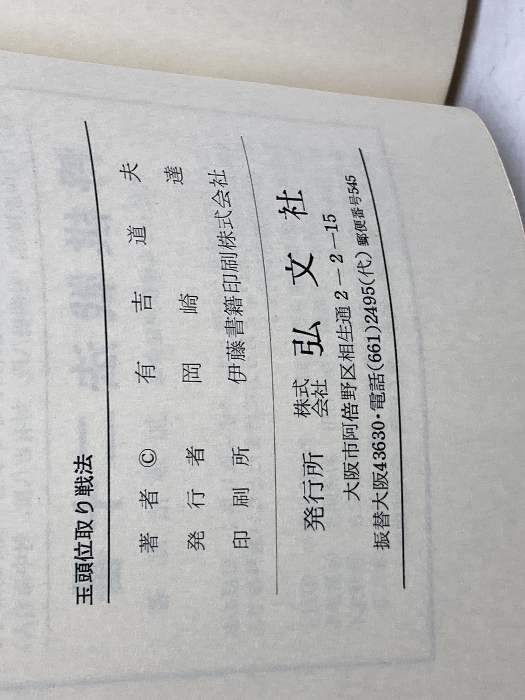 玉頭位取り戦法
著者 © 有吉道夫
発行者 岡崎達
印刷所 伊藤書籍印刷株式会社
発行所 株式会社 弘文社
大阪市阿倍野区相生通2-2-15
振替大阪43630・電話(661)2495(代) 郵便番号545